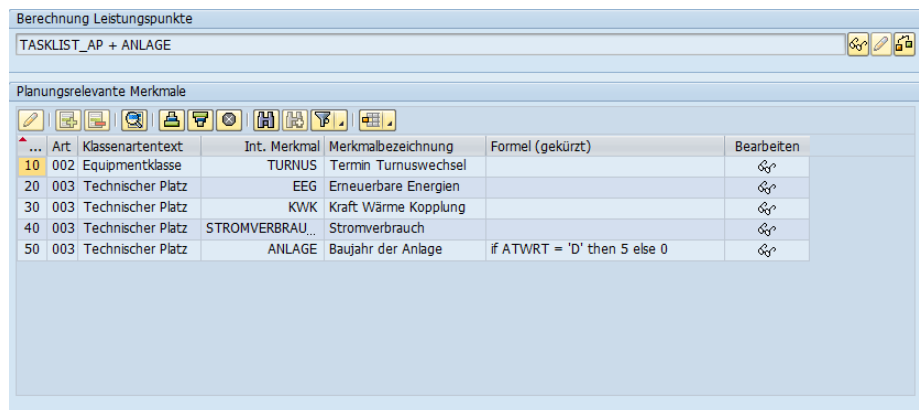 Berechnung Leistungspunkte
TASKLIST_AP + ANLAGE
Planungsrelevante Merkmale
... Art Klassenartentext Int. Merkmal Merkmalbezeichnung Formel (gekürzt) Bearbeiten
10 002 Equipmentklasse TURNUS Termin Turnuswechsel
20 003 Technischer Platz EEG Erneuerbare Energien
30 003 Technischer Platz KWK Kraft Wärme Kopplung
40 003 Technischer Platz STROMVERBRAU... Stromverbrauch
50 003 Technischer Platz ANLAGE Baujahr der Anlage if ATWRT = 'D' then 5 else 0